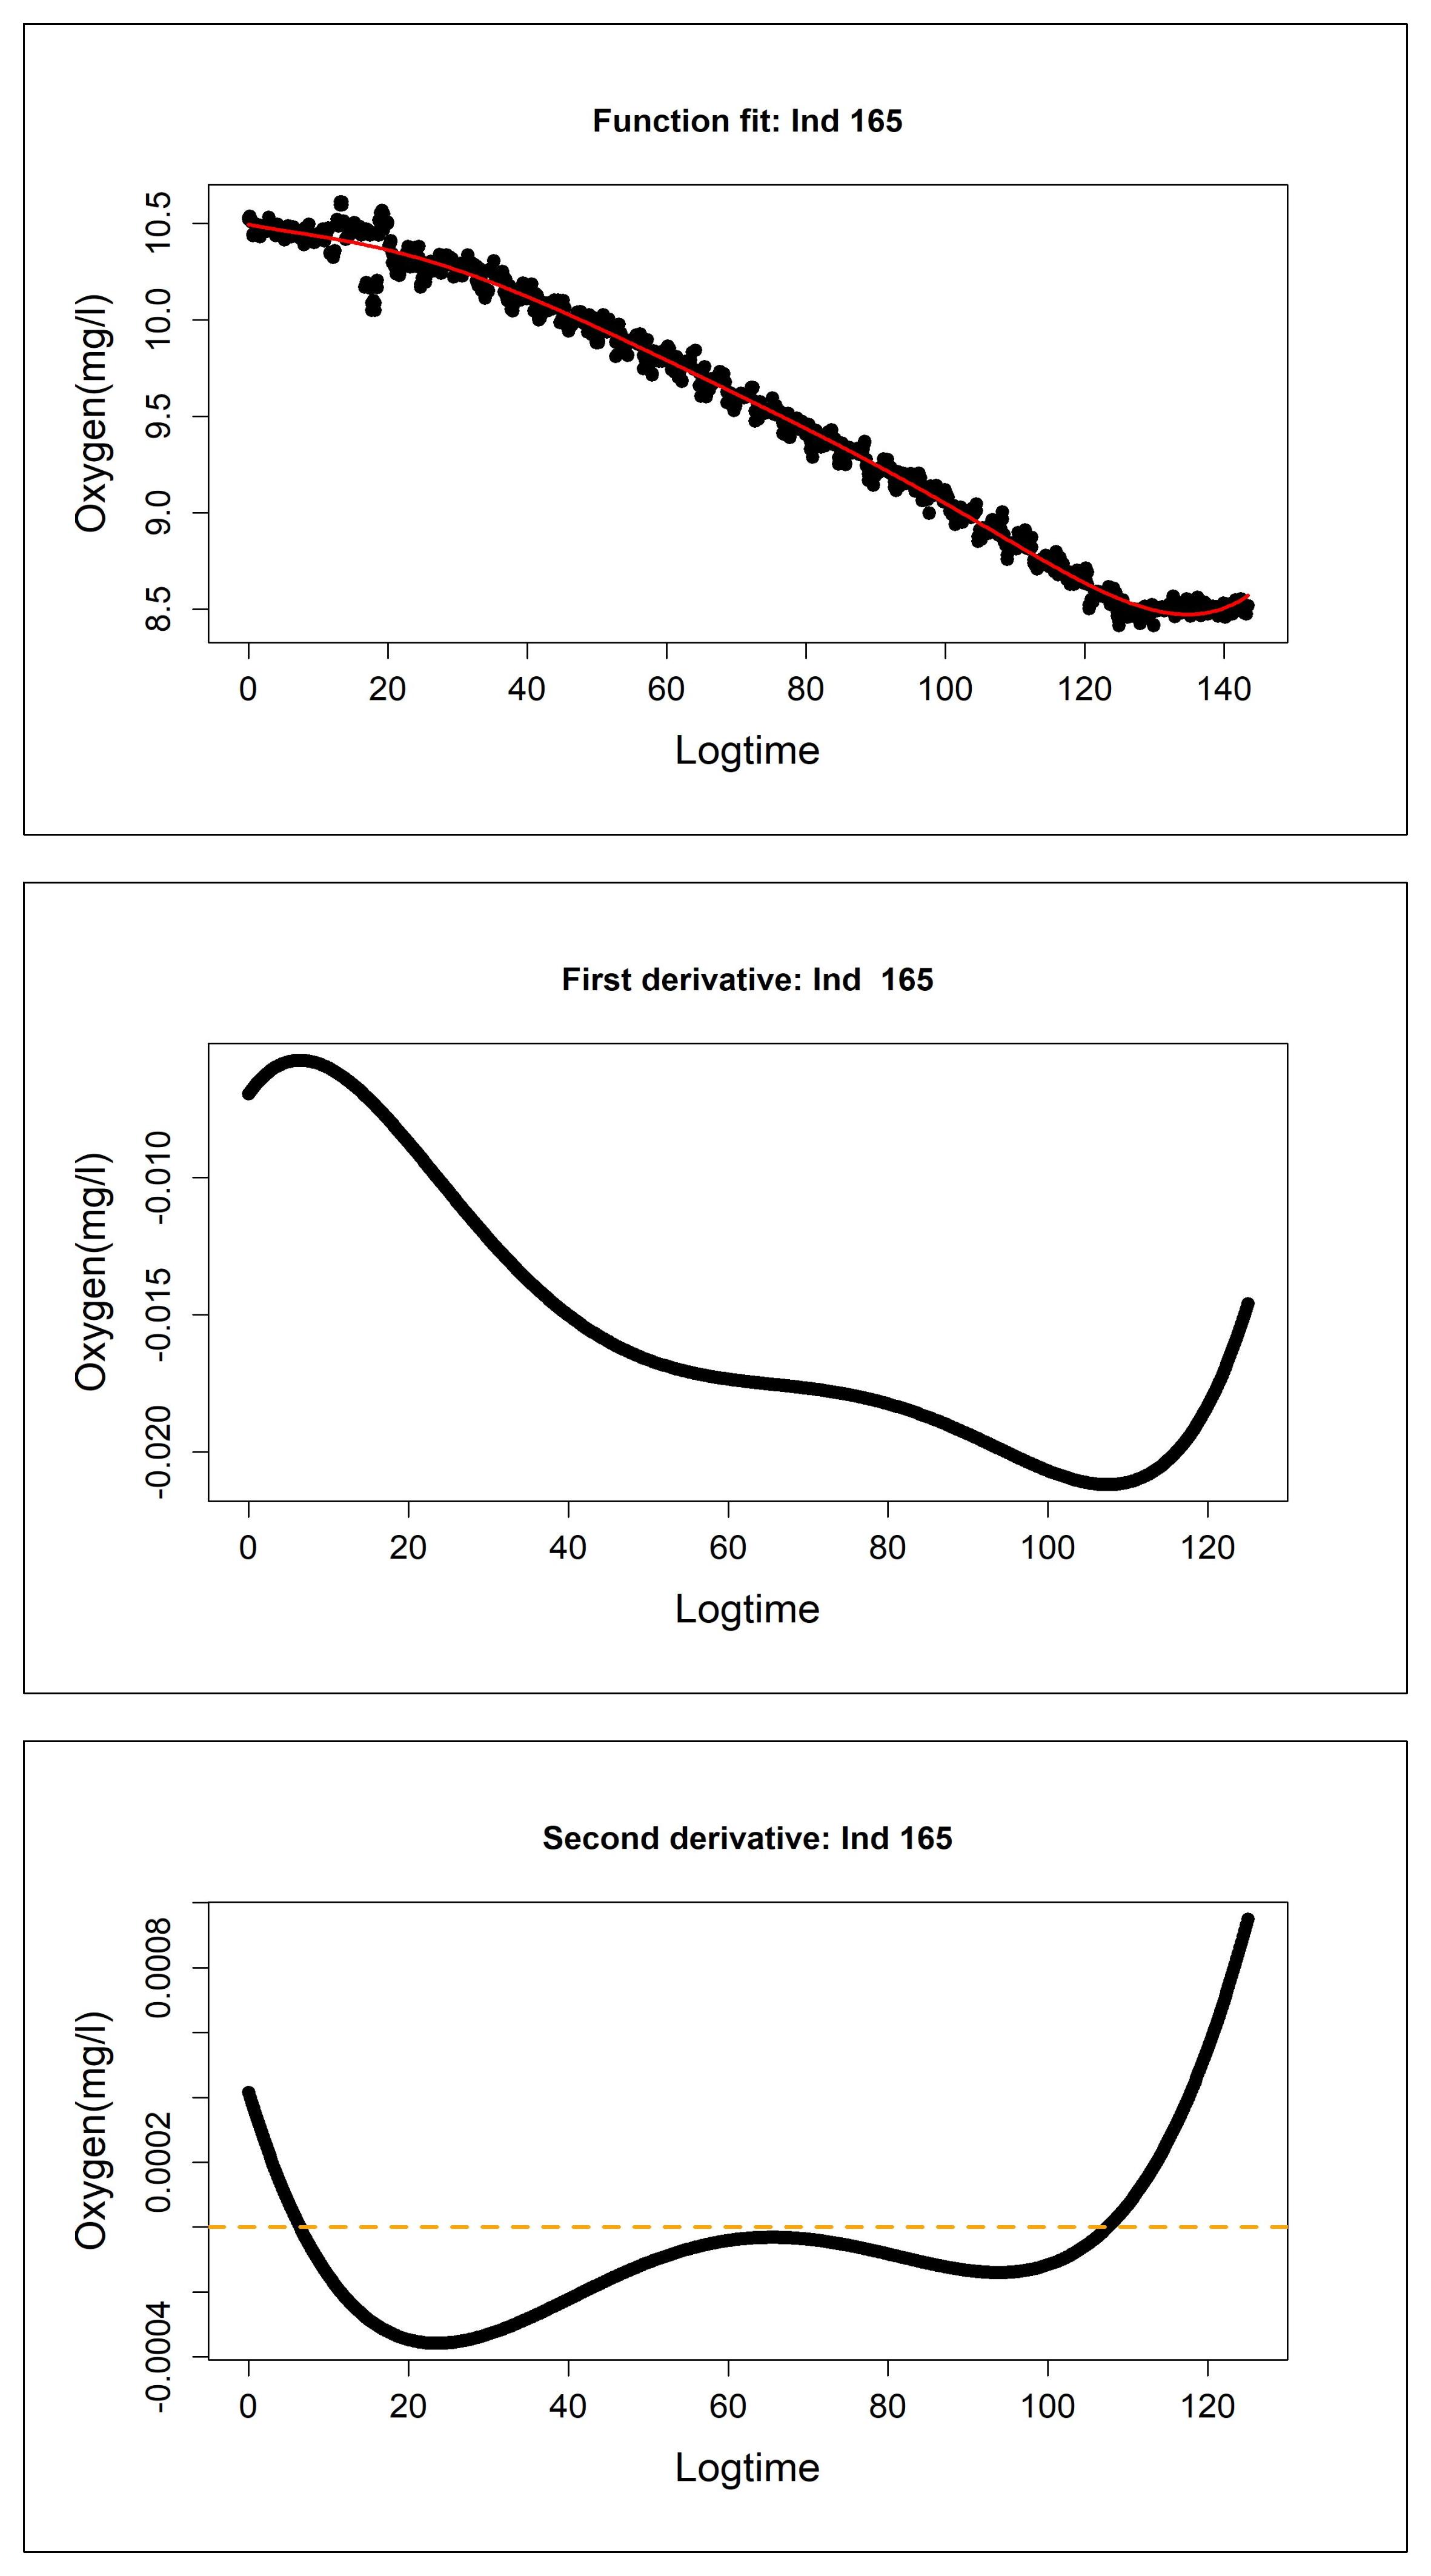 Function fit: Ind 165
Oxygen(mg/l)
10.5
10.0
9.5
9.0
8.5
0 20 40 60 80 100 120 140
Logtime
First derivative: Ind  165
Oxygen(mg/l)
-0.010
-0.015
-0.020
0 20 40 60 80 100 120
Logtime
Second derivative: Ind 165
Oxygen(mg/l)
0.0008
0.0002
-0.0004
0 20 40 60 80 100 120
Logtime